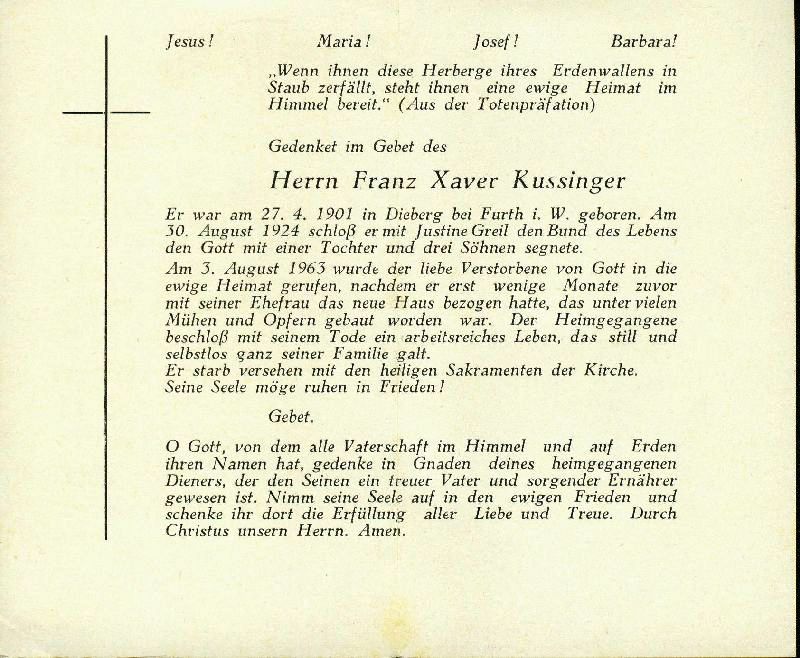 Jesus! Maria! Josef! Barbara!
„Wenn ihnen diese Herberge ihres Erdenwallens in
Staub zerfällt, steht ihnen eine ewige Heimat im
Himmel bereit.“ (Aus der Totenpräfation)
Gedenket im Gebet des
Herrn Franz Xaver Kussinger
Er war am 27. 4. 1901 in Dieberg bei Furth i. W. geboren. Am
30. August 1924 schloß er mit Justine Greil den Bund des Lebens
den Gott mit einer Tochter und drei Söhnen segnete.
Am 3. August 1963 wurde der liebe Verstorbene von Gott in die
ewige Heimat gerufen, nachdem er erst wenige Monate zuvor
mit seiner Ehefrau das neue Haus bezogen hatte, das unter vielen
Mühen und Opfern gebaut worden war. Der Heimgegangene
beschloß mit seinem Tode ein arbeitsreiches Leben, das still und
selbstlos ganz seiner Familie galt.
Er starb versehen mit den heiligen Sakramenten der Kirche.
Seine Seele möge ruhen in Frieden!
Gebet.
O Gott, von dem alle Vaterschaft im Himmel und auf Erden
ihren Namen hat, gedenke in Gnaden deines heimgegangenen
Dieners, der den Seinen ein treuer Vater und sorgender Ernährer
gewesen ist. Nimm seine Seele auf in den ewigen Frieden und
schenke ihr dort die Erfüllung aller Liebe und Treue. Durch
Christus unsern Herrn. Amen.